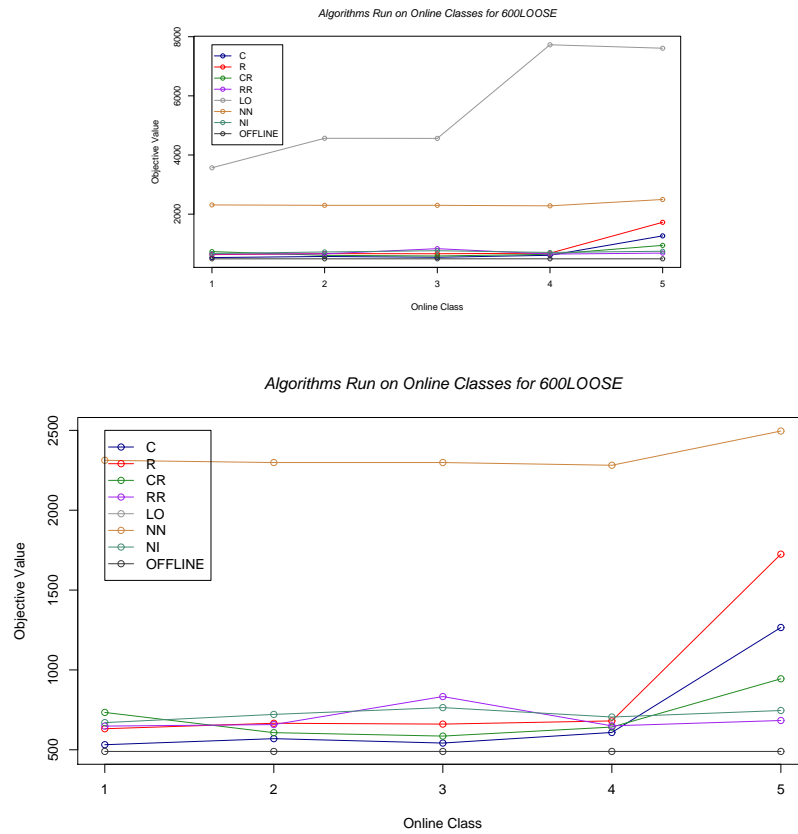 Algorithms Run on Online Classes for 600LOOSE
8000
6000
4000
2000
Objective Value
C
R
CR
RR
LO
NN
NI
OFFLINE
1 2 3 4 5
Online Class
Algorithms Run on Online Classes for 600LOOSE
2500
2000
1500
1000
500
Objective Value
C
R
CR
RR
LO
NN
NI
OFFLINE
1 2 3 4 5
Online Class